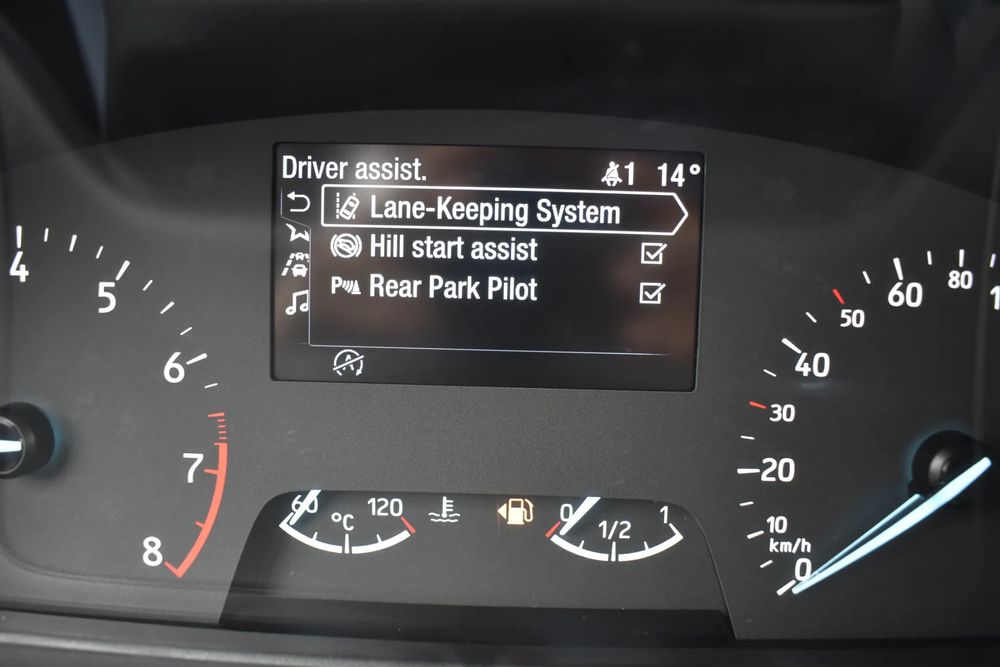 Driver assist. 1 14°
Lane-Keeping System
Hill start assist
P Rear Park Pilot
4
5
6
7
8
60 120
°C
0 1/2 1
0
10
km/h
20
30
40
50
60
80